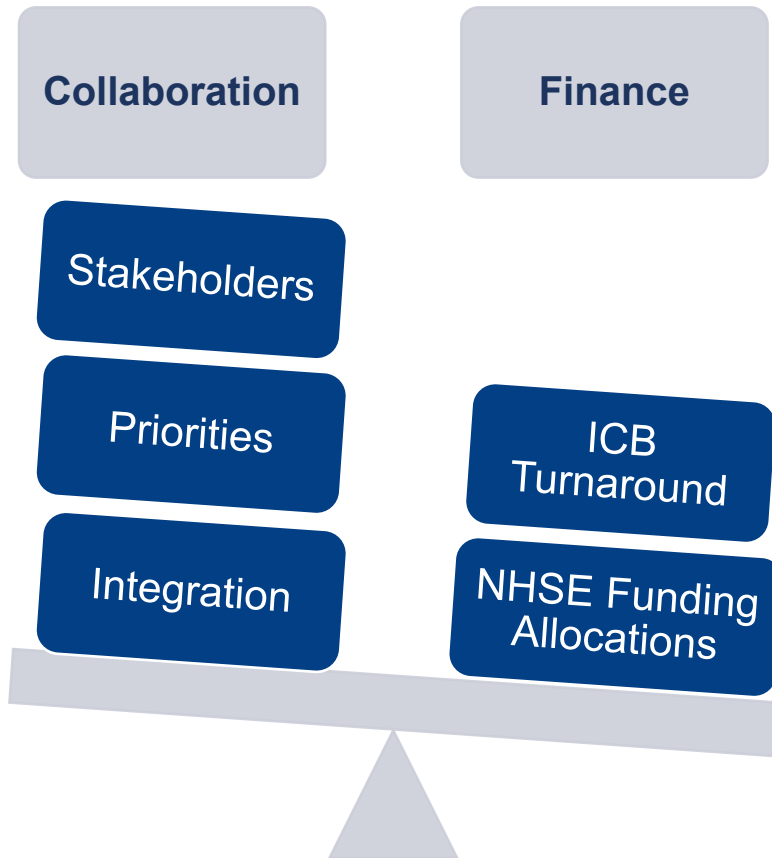 Collaboration
Finance
Stakeholders
Priorities
Integration
ICB
Turnaround
NHSE Funding
Allocations